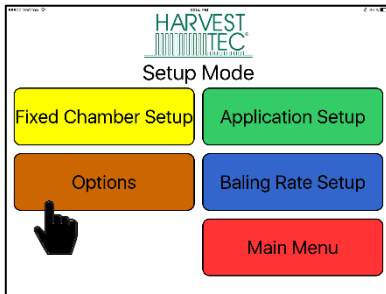 HARVEST
TEC
Setup Mode
Fixed Chamber Setup
Application Setup
Options
Baling Rate Setup
Main Menu